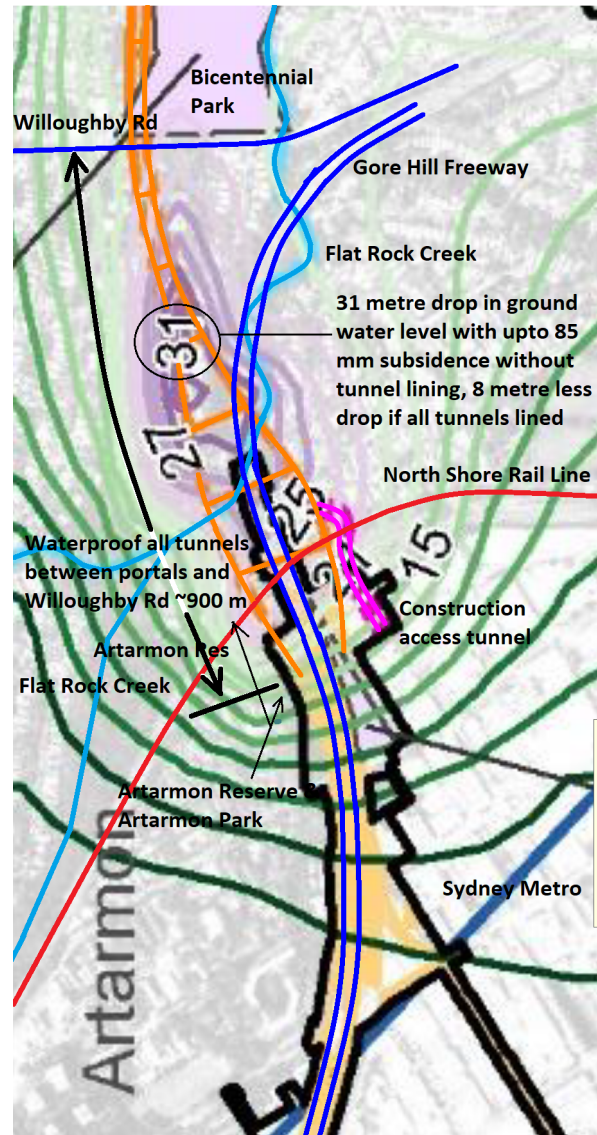 Bicentennial
Park
Willoughby Rd
Gore Hill Freeway
Flat Rock Creek
31 metre drop in ground
water level with upto 85
mm subsidence without
tunnel lining, 8 metre less
drop if all tunnels lined
31
27
North Shore Rail Line
25
15
Waterproof all tunnels
between portals and
Willoughby Rd ~900 m
21
Construction
access tunnel
Artarmon Res
Flat Rock Creek
Artarmon Reserve &
Artarmon Park
Sydney Metro
Artarmon